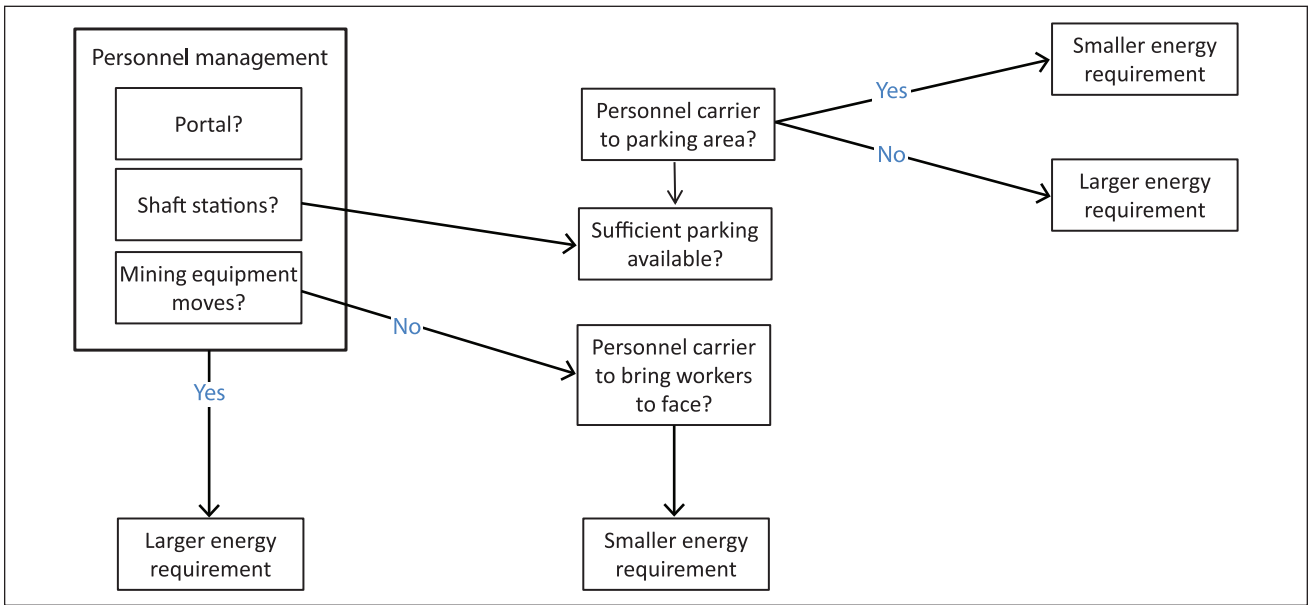 Personnel management
Portal?
Shaft stations?
Mining equipment
moves?
Yes
Larger energy
requirement
No
Personnel carrier
to parking area?
Sufficient parking
available?
Personnel carrier
to bring workers
to face?
Smaller energy
requirement
Yes
No
Smaller energy
requirement
Larger energy
requirement